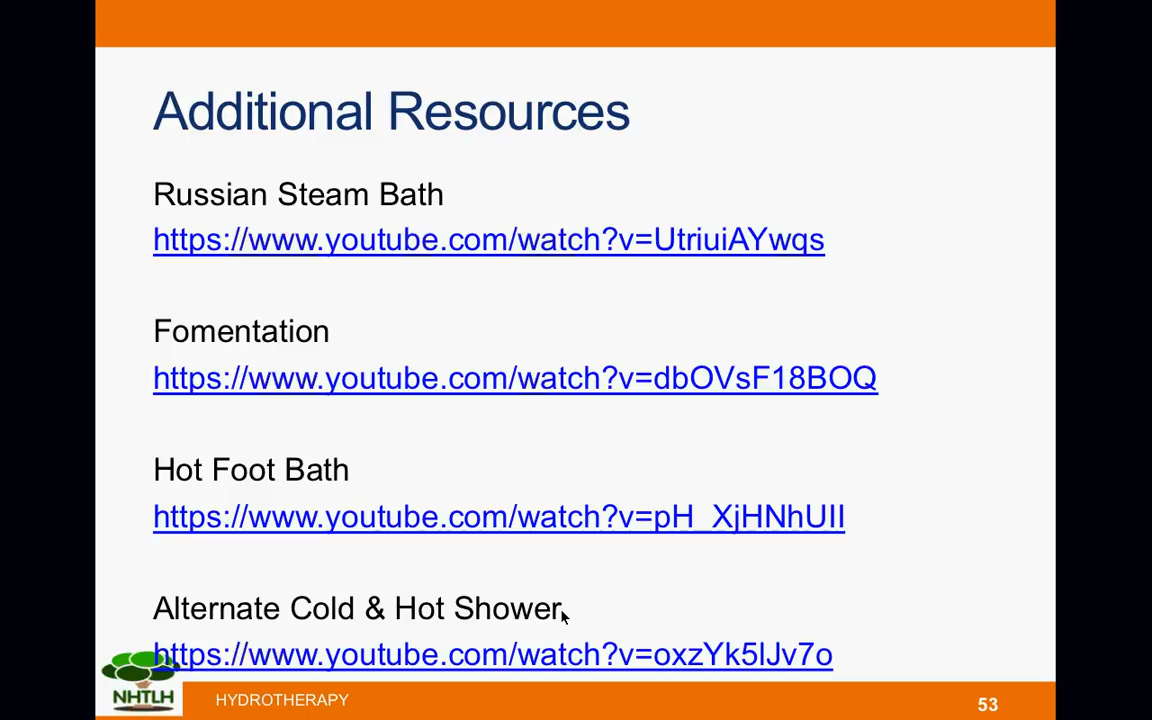 Additional Resources
Russian Steam Bath
https://www.youtube.com/watch?v=UtriuiAYwqs
Fomentation
https://www.youtube.com/watch?v=dbOVsF18BOQ
Hot Foot Bath
https://www.youtube.com/watch?v=pH_XjHNhUII
Alternate Cold & Hot Shower
https://www.youtube.com/watch?v=oxzYk5lJv7o
NHTLH
HYDROTHERAPY
53